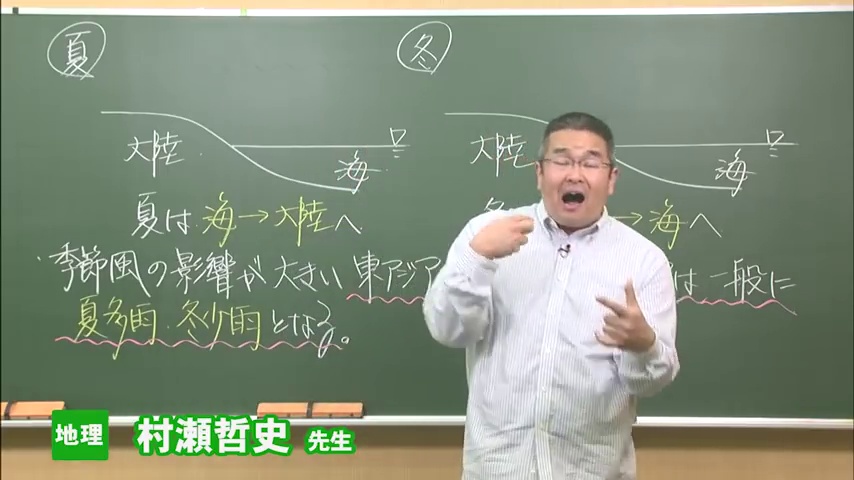 夏 冬
大陸 海 大陸 海
夏は 海→大陸へ
→海へ
季節風の影響が大きい 東アジア は一般に
夏多雨・冬少雨となる。
地理 村瀬哲史 先生